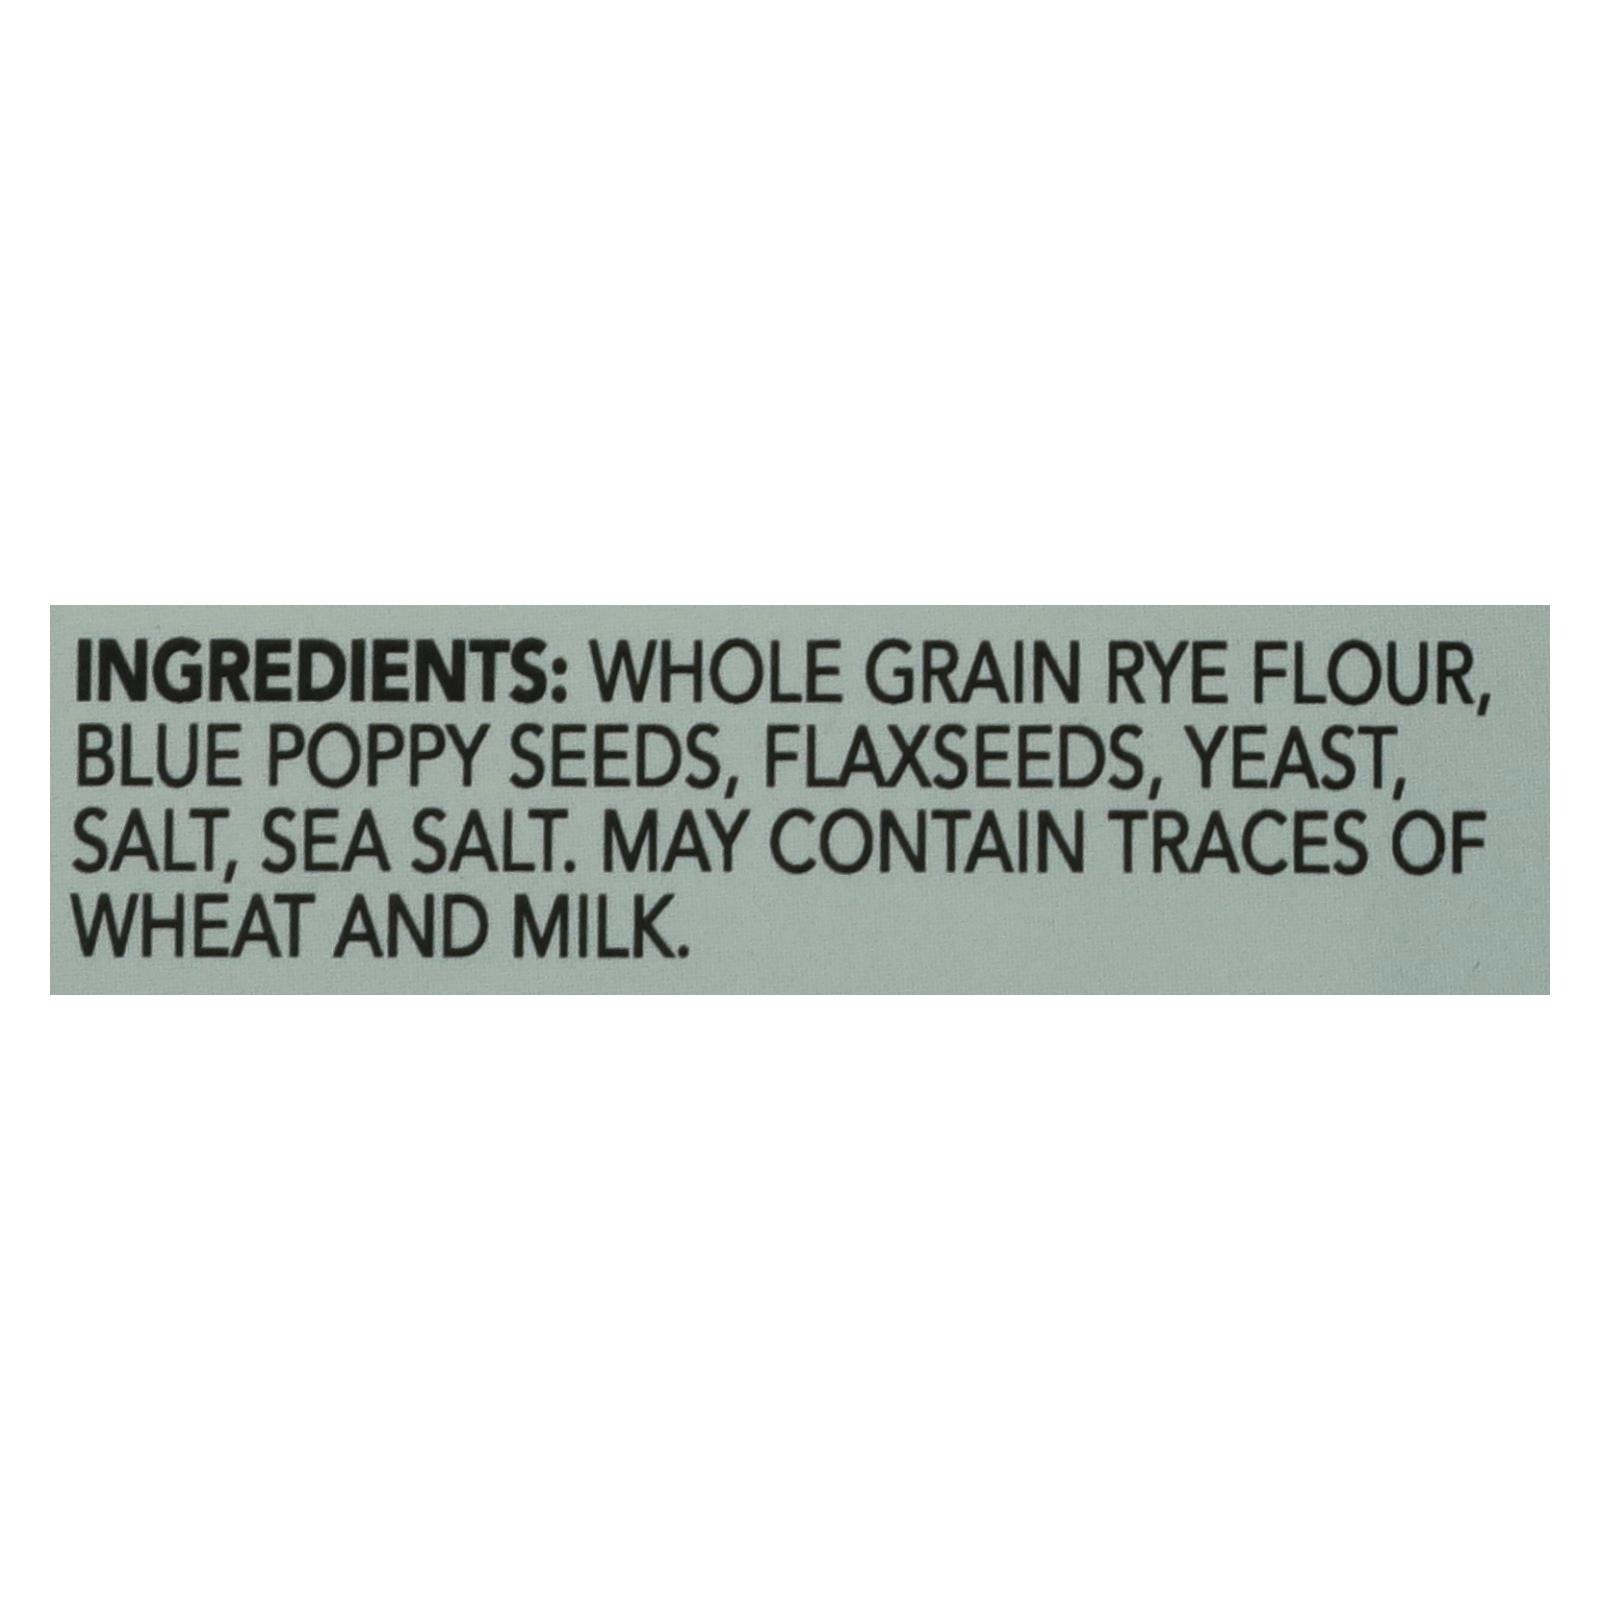 INGREDIENTS: WHOLE GRAIN RYE FLOUR,
BLUE POPPY SEEDS, FLAXSEEDS, YEAST,
SALT, SEA SALT. MAY CONTAIN TRACES OF
WHEAT AND MILK.